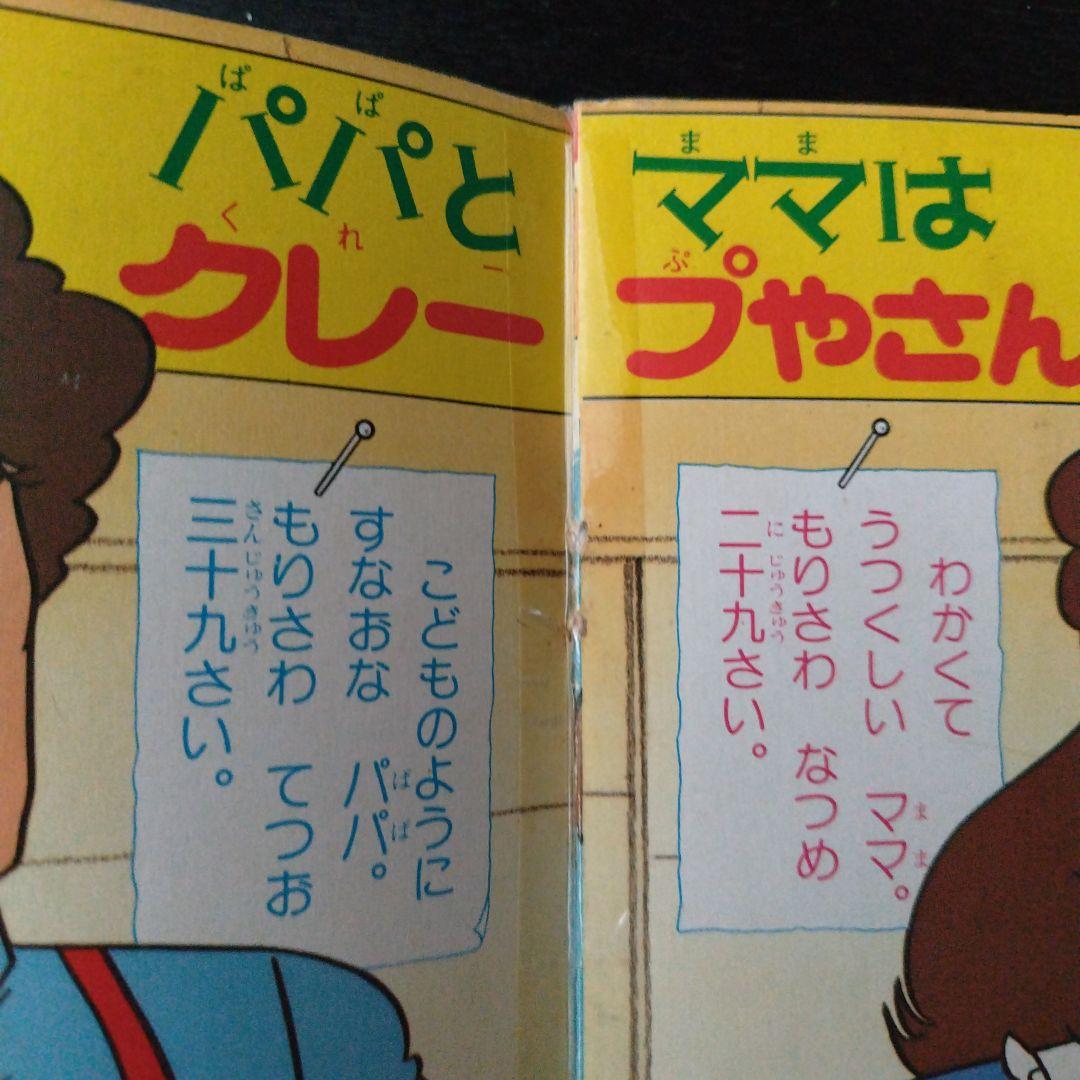 パパとママは
クレープやさん
こどものように
すなおな パパ。
もりさわ てつお
三十九さい。
わかくて
うつくしい ママ。
もりさわ なつめ
二十九さい。